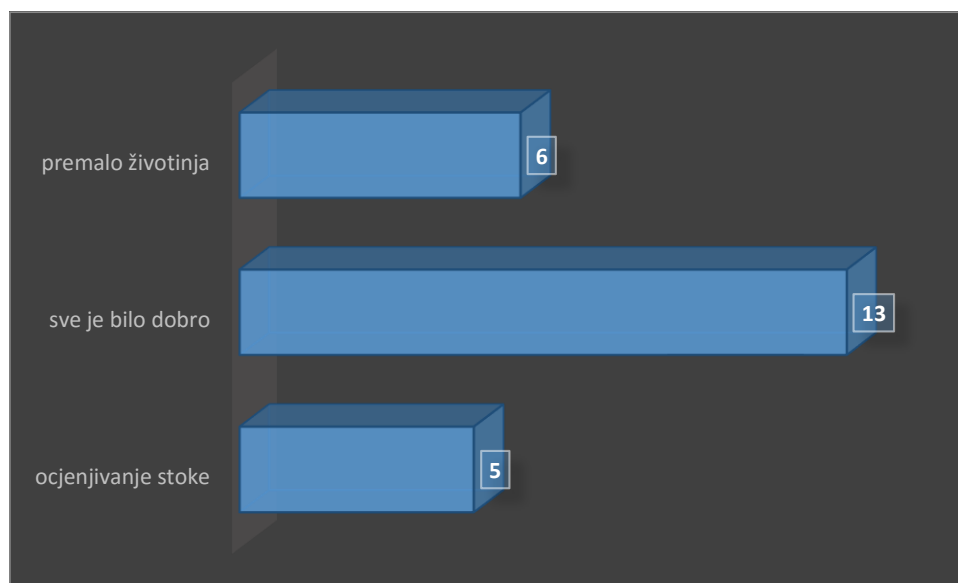 premalo životinja
6
sve je bilo dobro
13
ocjenjivanje stoke
5